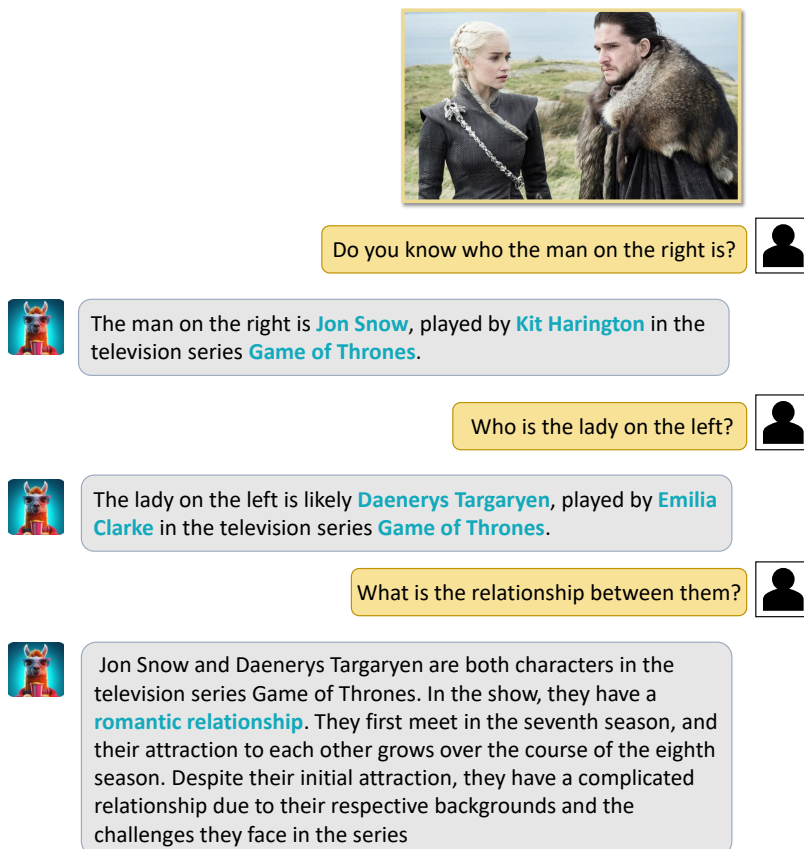 Do you know who the man on the right is?
The man on the right is Jon Snow, played by Kit Harington in the
television series Game of Thrones.
Who is the lady on the left?
The lady on the left is likely Daenerys Targaryen, played by Emilia
Clarke in the television series Game of Thrones.
What is the relationship between them?
Jon Snow and Daenerys Targaryen are both characters in the
television series Game of Thrones. In the show, they have a
romantic relationship. They first meet in the seventh season, and
their attraction to each other grows over the course of the eighth
season. Despite their initial attraction, they have a complicated
relationship due to their respective backgrounds and the
challenges they face in the series